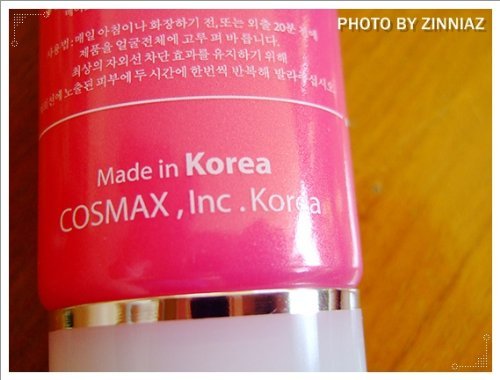 PHOTO BY ZINNIAZ
사용법·매일 아침이나 화장하기 전,또는 외출 20분 전에
제품을 얼굴전체에 고루 펴 바릅니다.
최상의 자외선 차단 효과를 유지하기 위해
노출된 피부에 두 시간에 한번씩 반복해 발라
Made in Korea
COSMAX , Inc . Korea